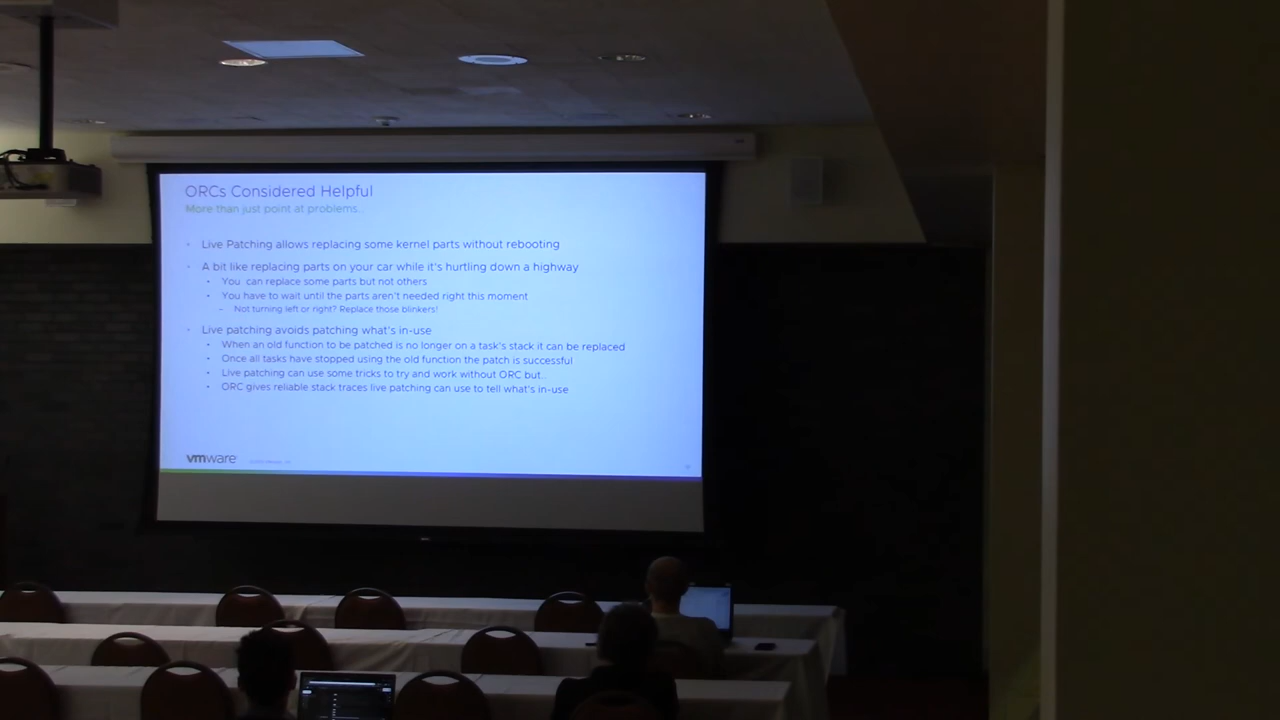 ORCs Considered Helpful
More than just point at problems...
• Live Patching allows replacing some kernel parts without rebooting
• A bit like replacing parts on your car while it's hurtling down a highway
• You can replace some parts but not others
• You have to wait until the parts aren't needed right this moment
– Not turning left or right? Replace those blinkers!
• Live patching avoids patching what's in-use
• When an old function to be patched is no longer on a task's stack it can be replaced
• Once all tasks have stopped using the old function the patch is successful
• Live patching can use some tricks to try and work without ORC but...
• ORC gives reliable stack traces live patching can use to tell what's in-use
vmware